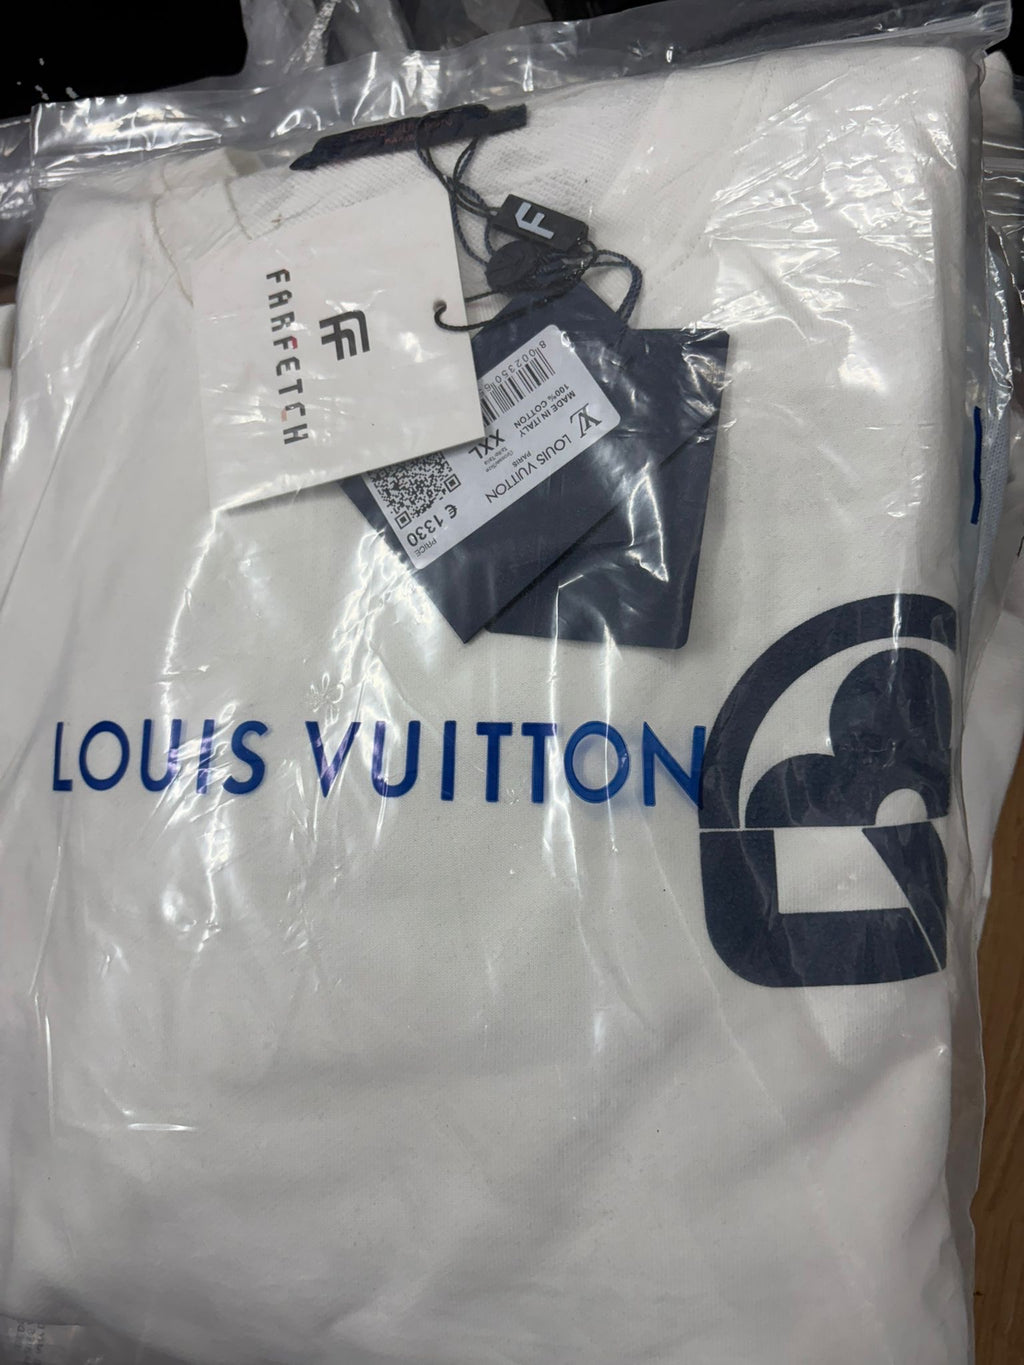 FARFETCH
F
LOUIS VUITTON
PARIS
MADE IN ITALY
100% COTTON
XXL
PRICE
€ 1330
LOUIS VUITTON